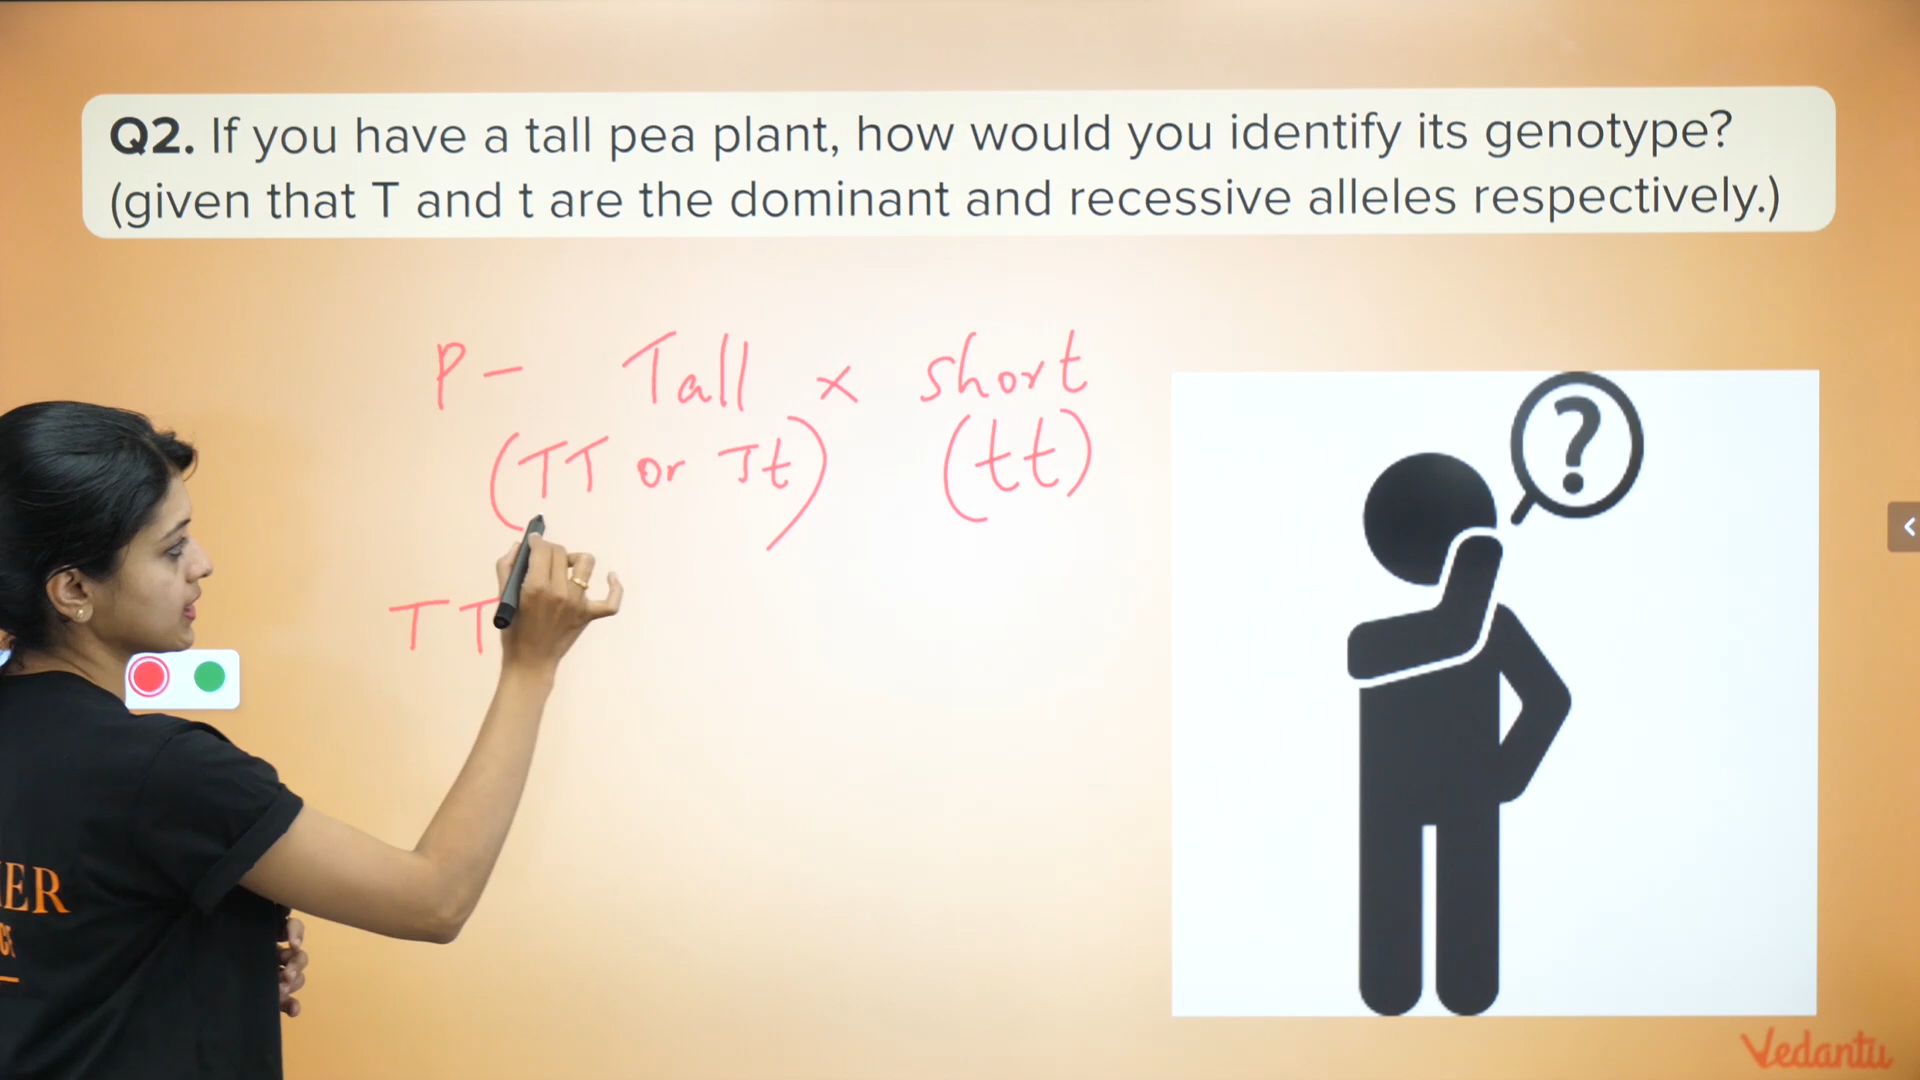 Q2. If you have a tall pea plant, how would you identify its genotype?
(given that T and t are the dominant and recessive alleles respectively.)
P - Tall x short
(TT or Tt) (tt)
TT
?
ER
CE
Vedantu